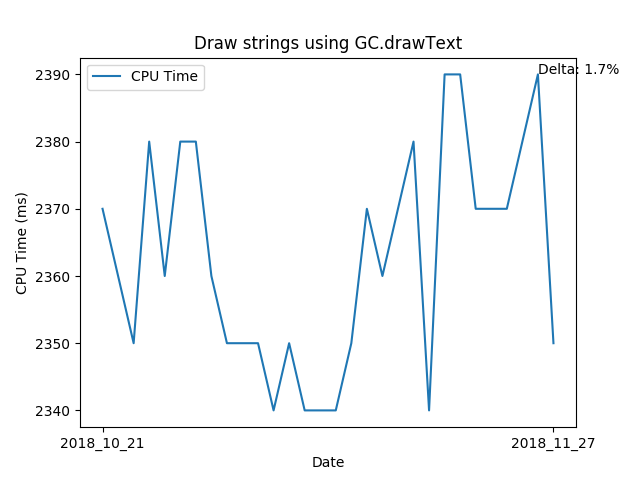 Draw strings using GC.drawText
Delta: 1.7%
CPU Time
2390
2380
2370
2360
2350
2340
CPU Time (ms)
2018_10_21
2018_11_27
Date